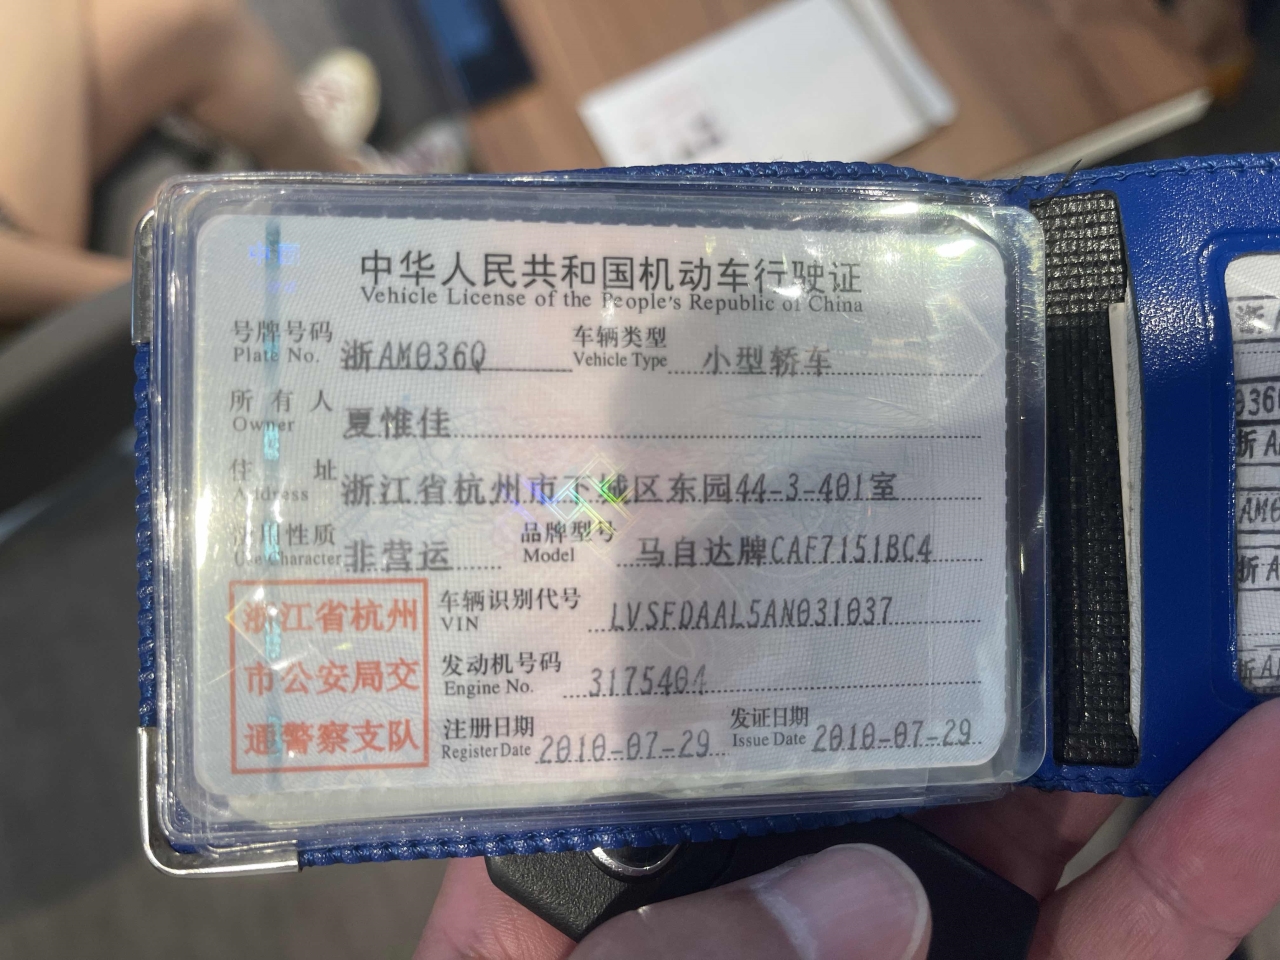 中华人民共和国机动车行驶证
Vehicle License of the People's Republic of China
号牌号码 浙AM036Q 车辆类型 小型轿车
Plate No. Vehicle Type
所有人 夏惟佳
Owner
住址 浙江省杭州市下城区东园44-3-401室
Address
使用性质 非营运 品牌型号 马自达牌CAF7151BC4
Use Character Model
车辆识别代号 LVSFDAAL5AN031037
VIN
发动机号码 3175404
Engine No.
注册日期 2010-07-29 发证日期 2010-07-29
Register Date Issue Date
浙江省杭州
市公安局交
通警察支队